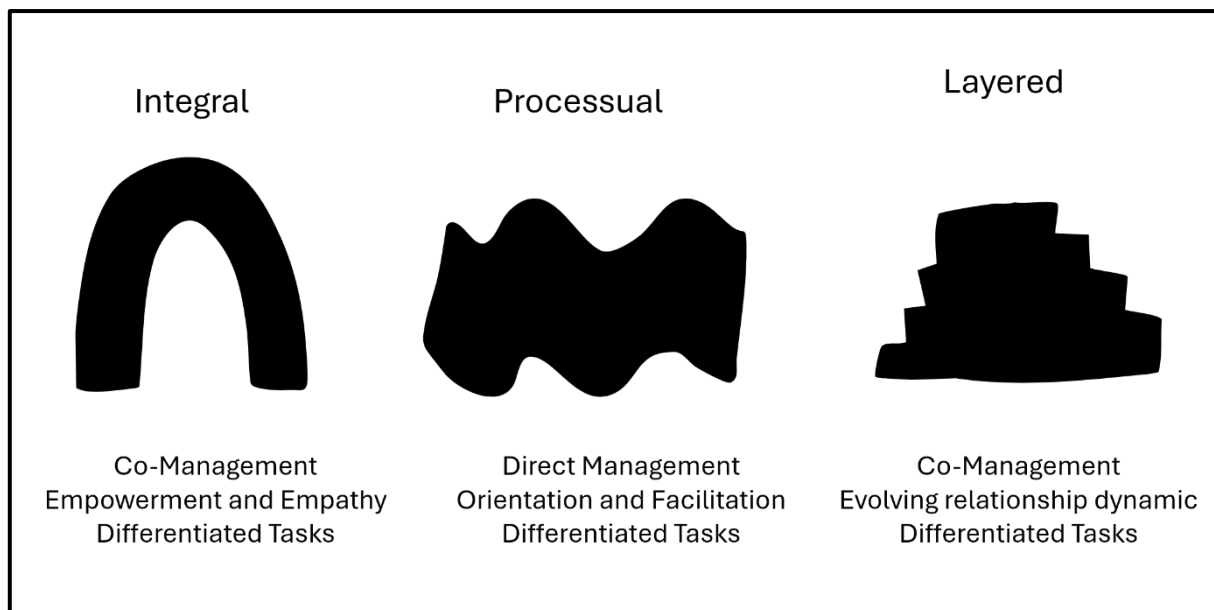 Integral
Processual
Layered
Co-Management
Empowerment and Empathy
Differentiated Tasks
Direct Management
Orientation and Facilitation
Differentiated Tasks
Co-Management
Evolving relationship dynamic
Differentiated Tasks